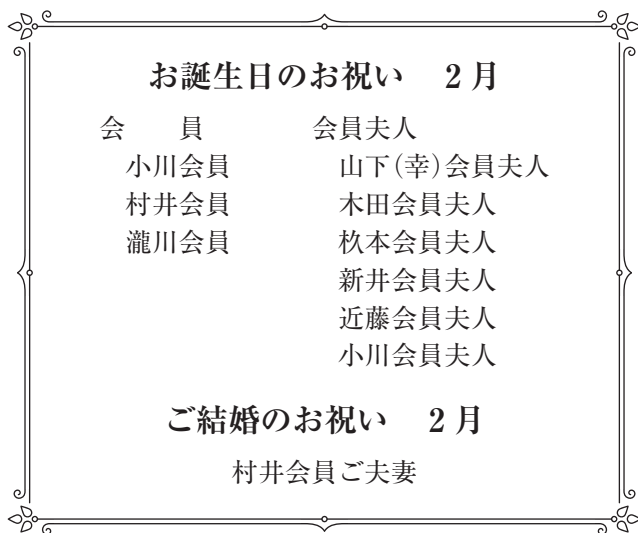 お誕生日のお祝い　2月
会　　員　　　　会員夫人
小川会員　　　　山下(幸)会員夫人
村井会員　　　　木田会員夫人
瀧川会員　　　　杦本会員夫人
新井会員夫人
近藤会員夫人
小川会員夫人
ご結婚のお祝い　2月
村井会員ご夫妻